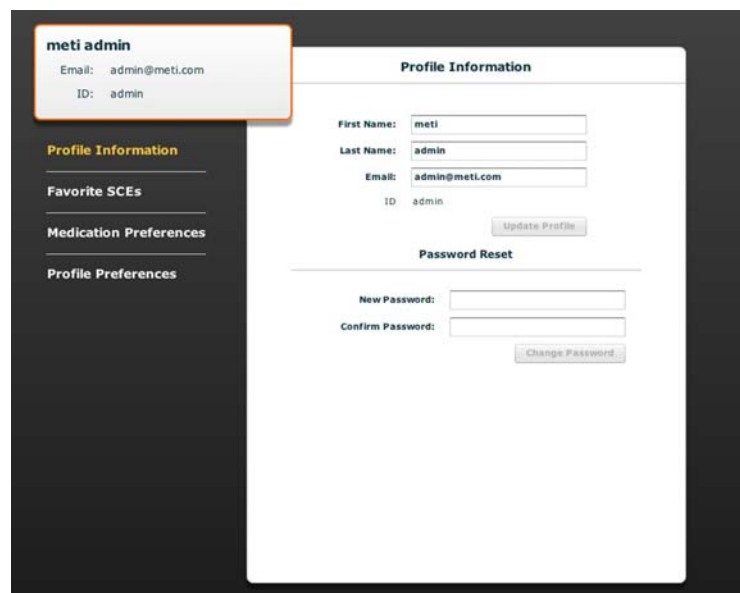 meti admin
Email: admin@meti.com
ID: admin
Profile Information
Favorite SCEs
Medication Preferences
Profile Preferences
Profile Information
First Name: meti
Last Name: admin
Email: admin@meti.com
ID admin
Update Profile
Password Reset
New Password:
Confirm Password:
Change Password